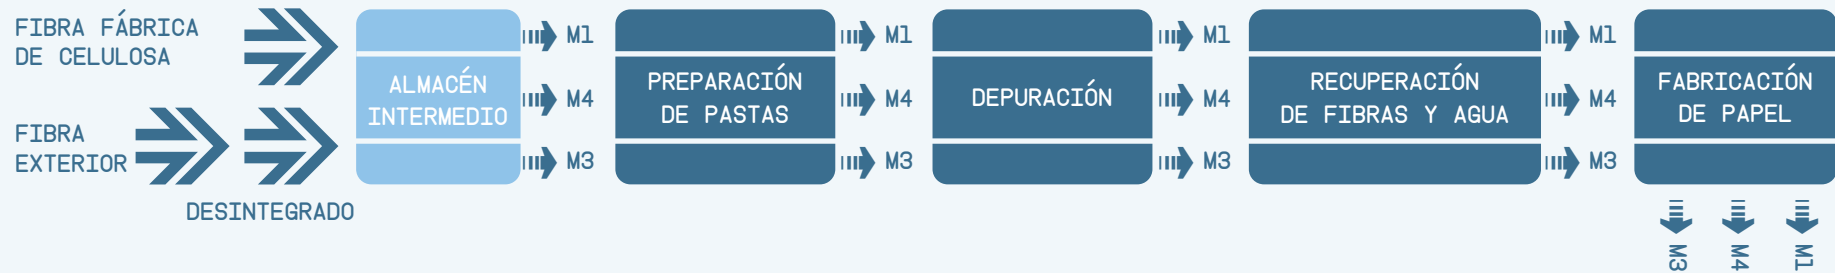 FIBRA FÁBRICA
DE CELULOSA
FIBRA
EXTERIOR
DESINTEGRADO
ALMACÉN
INTERMEDIO
M1
M4
M3
PREPARACIÓN
DE PASTAS
M1
M4
M3
DEPURACIÓN
M1
M4
M3
RECUPERACIÓN
DE FIBRAS Y AGUA
M1
M4
M3
FABRICACIÓN
DE PAPEL
M3
M4
M1